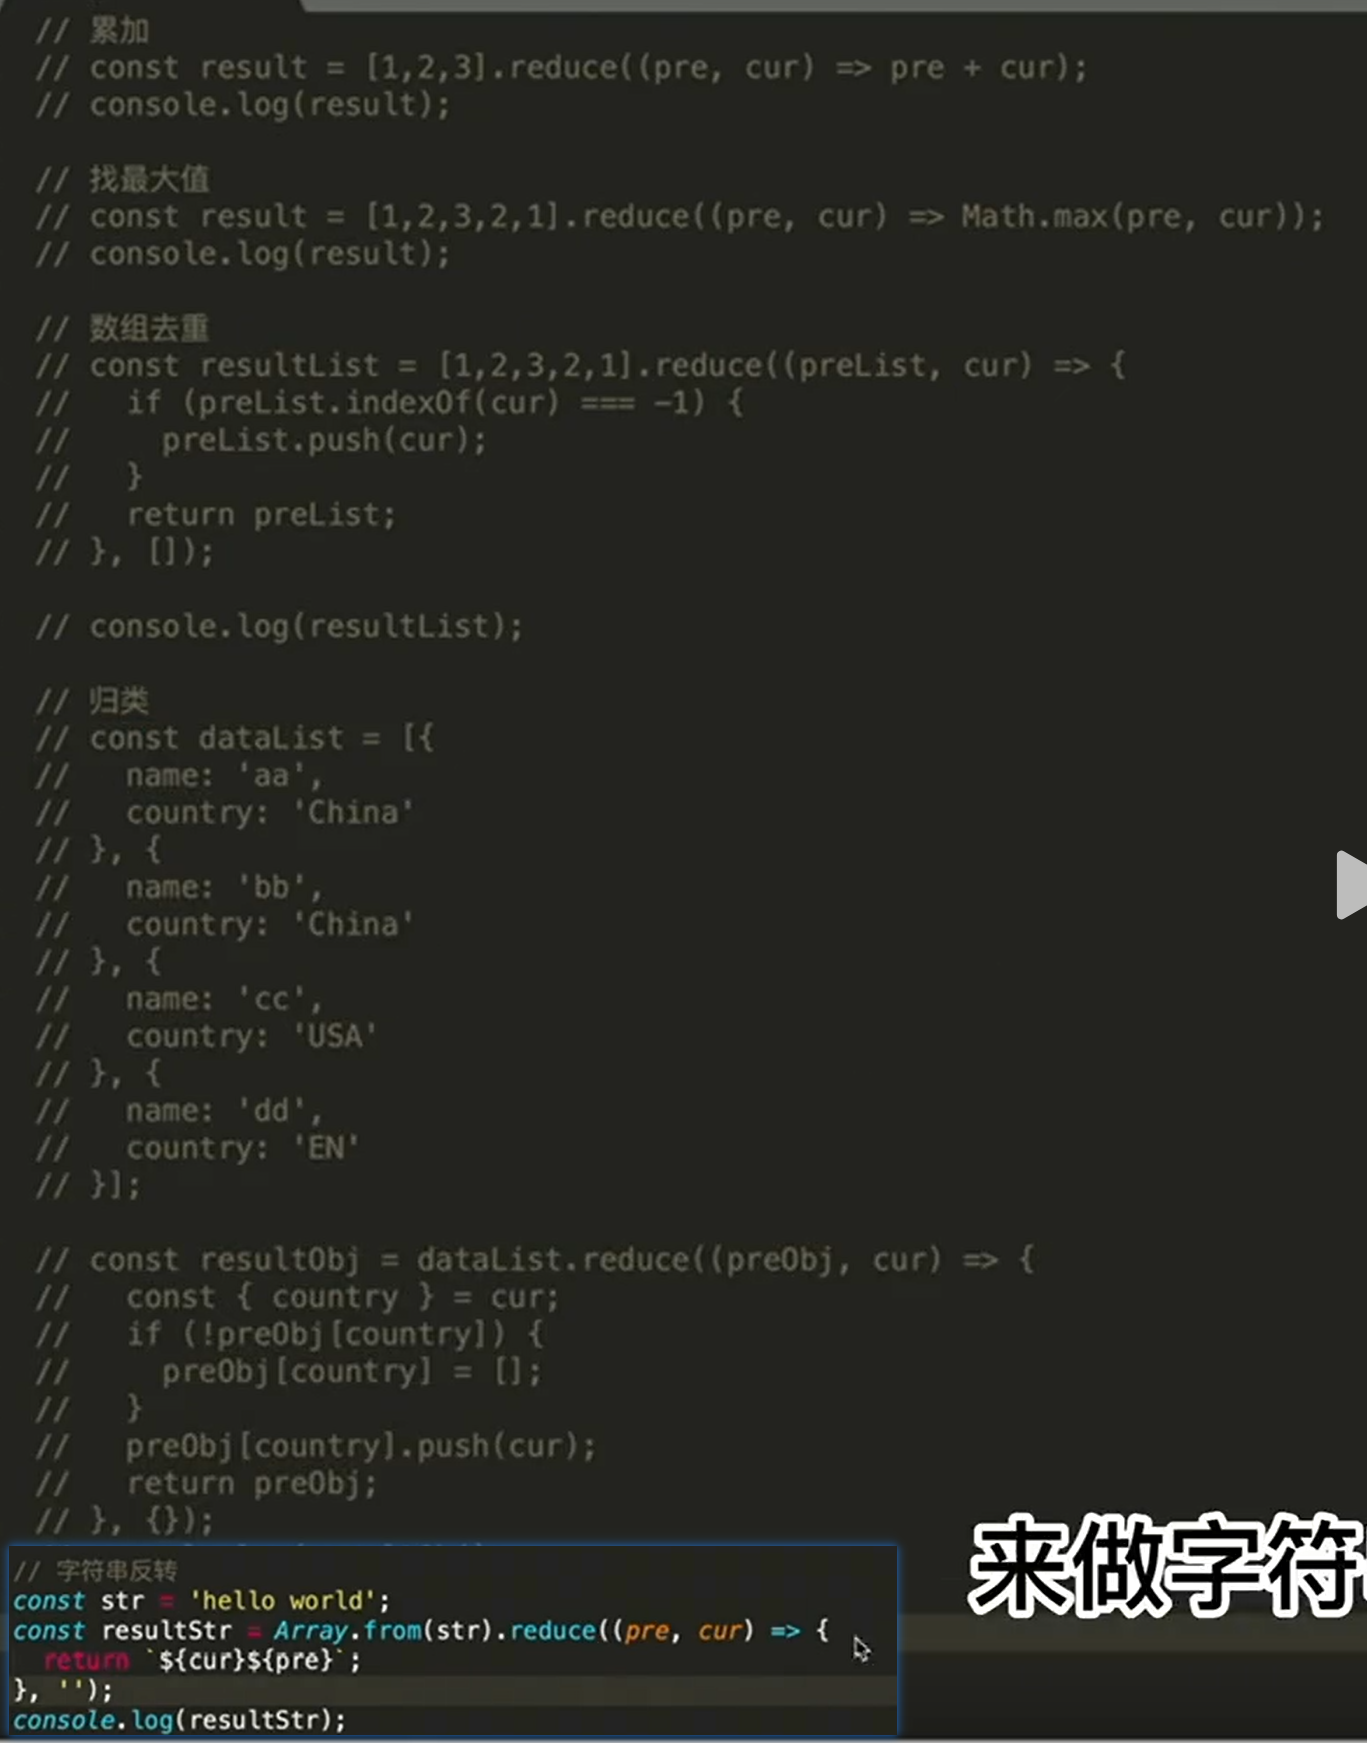 // 累加
// const result = [1,2,3].reduce((pre, cur) => pre + cur);
// console.log(result);
// 找最大值
// const result = [1,2,3,2,1].reduce((pre, cur) => Math.max(pre, cur));
// console.log(result);
// 数组去重
// const resultList = [1,2,3,2,1].reduce((preList, cur) => {
//   if (preList.indexOf(cur) === -1) {
//     preList.push(cur);
//   }
//   return preList;
// }, []);
// console.log(resultList);
// 归类
// const dataList = [{
//   name: 'aa',
//   country: 'China'
// }, {
//   name: 'bb',
//   country: 'China'
// }, {
//   name: 'cc',
//   country: 'USA'
// }, {
//   name: 'dd',
//   country: 'EN'
// }];
// const resultObj = dataList.reduce((preObj, cur) => {
//   const { country } = cur;
//   if (!preObj[country]) {
//     preObj[country] = [];
//   }
//   preObj[country].push(cur);
//   return preObj;
// }, {});
// 字符串反转
const str = 'hello world';
const resultStr = Array.from(str).reduce((pre, cur) => {
  return `${cur}${pre}`;
}, '');
console.log(resultStr);
来做字符